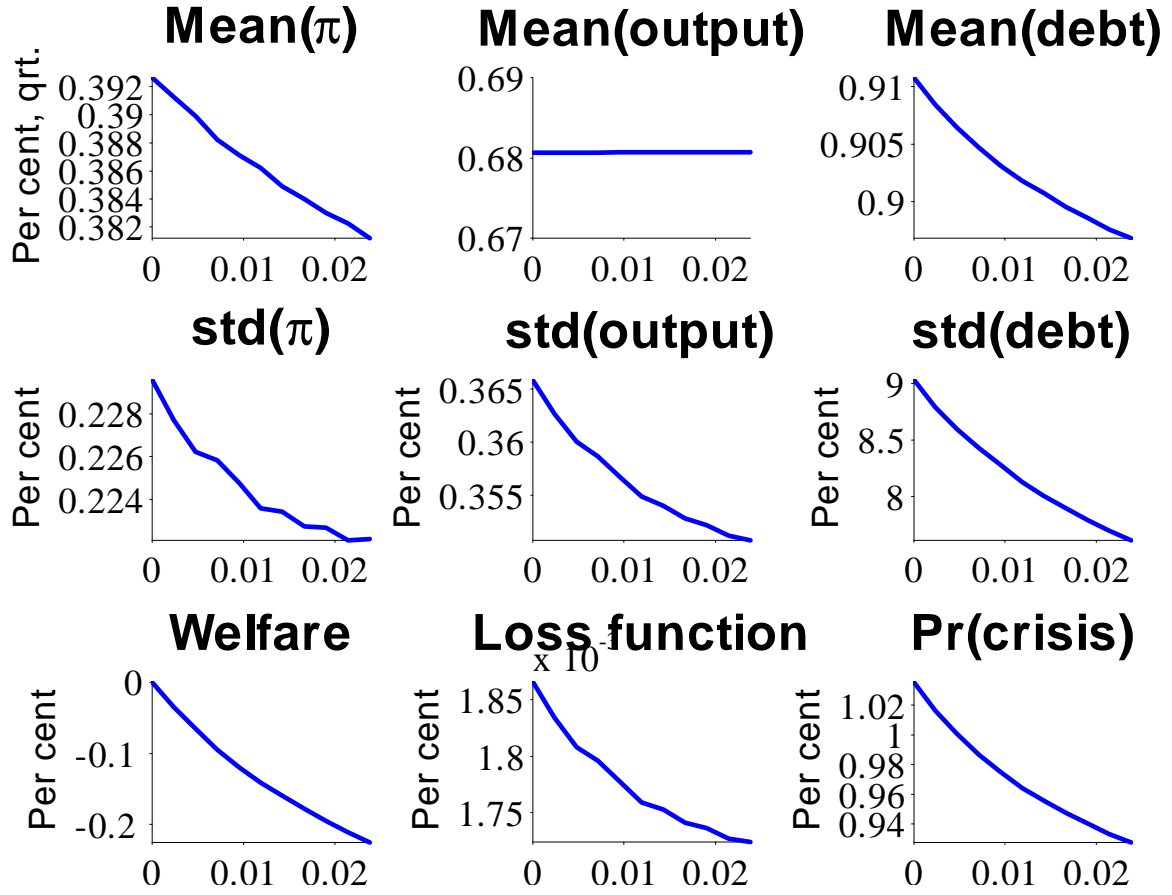 Mean(π) Mean(output) Mean(debt)
Per cent, qrt.
0.392
0.39
0.388
0.386
0.384
0.382
0 0.01 0.02
0.69
0.68
0.67
0 0.01 0.02
0.91
0.905
0.9
0 0.01 0.02
std(π) std(output) std(debt)
Per cent
0.228
0.226
0.224
0 0.01 0.02
Per cent
0.365
0.36
0.355
0 0.01 0.02
Per cent
9
8.5
8
0 0.01 0.02
Welfare Loss function Pr(crisis)
Per cent
0
-0.1
-0.2
0 0.01 0.02
x 10
Per cent
1.85
1.8
1.75
0 0.01 0.02
Per cent
1.02
1
0.98
0.96
0.94
0 0.01 0.02